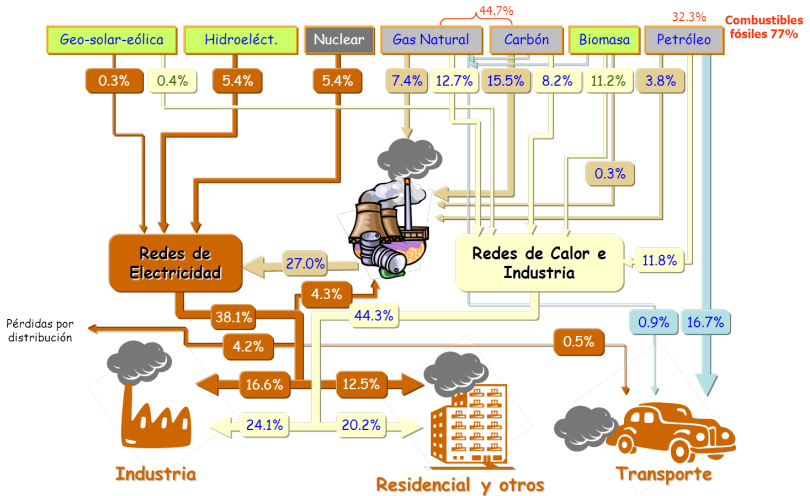 44.7%
32.3%
Combustibles
fósiles 77%
Geo-solar-eólica
Hidroeléct.
Nuclear
Gas Natural
Carbón
Biomasa
Petróleo
0.3%
0.4%
5.4%
5.4%
7.4%
12.7%
15.5%
8.2%
11.2%
3.8%
0.3%
Redes de
Electricidad
27.0%
Redes de Calor e
Industria
11.8%
4.3%
38.1%
44.3%
Pérdidas por
distribución
4.2%
0.5%
0.9%
16.7%
16.6%
12.5%
24.1%
20.2%
Industria
Residencial y otros
Transporte